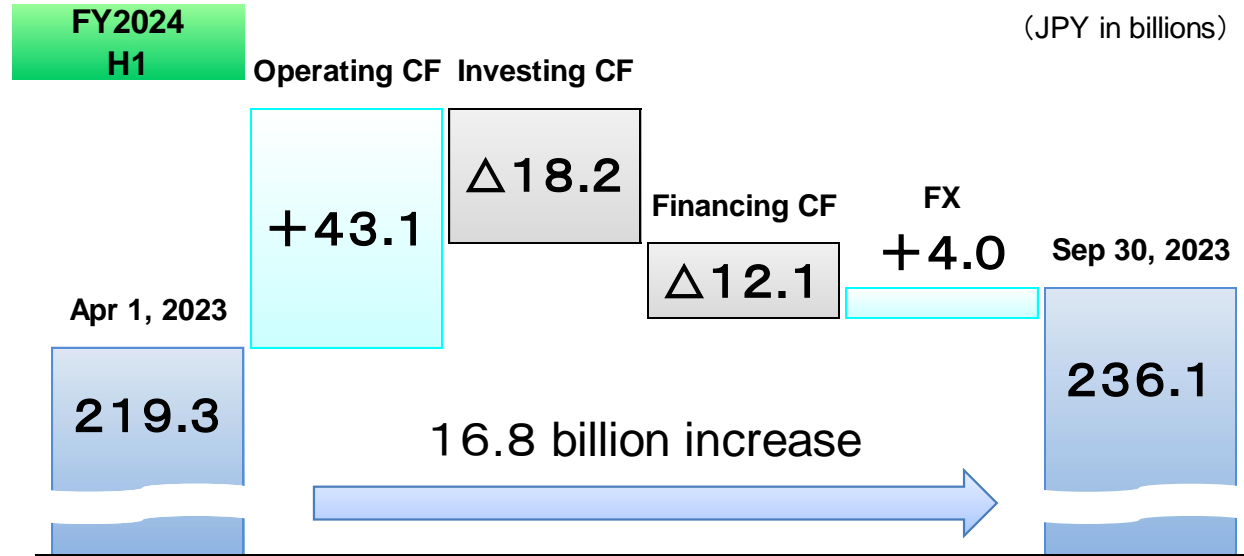 FY2024
H1
（JPY in billions）
Operating CF
Investing CF
＋43.1
△18.2
Financing CF
△12.1
FX
＋4.0
Sep 30, 2023
Apr 1, 2023
219.3
236.1
16.8 billion increase